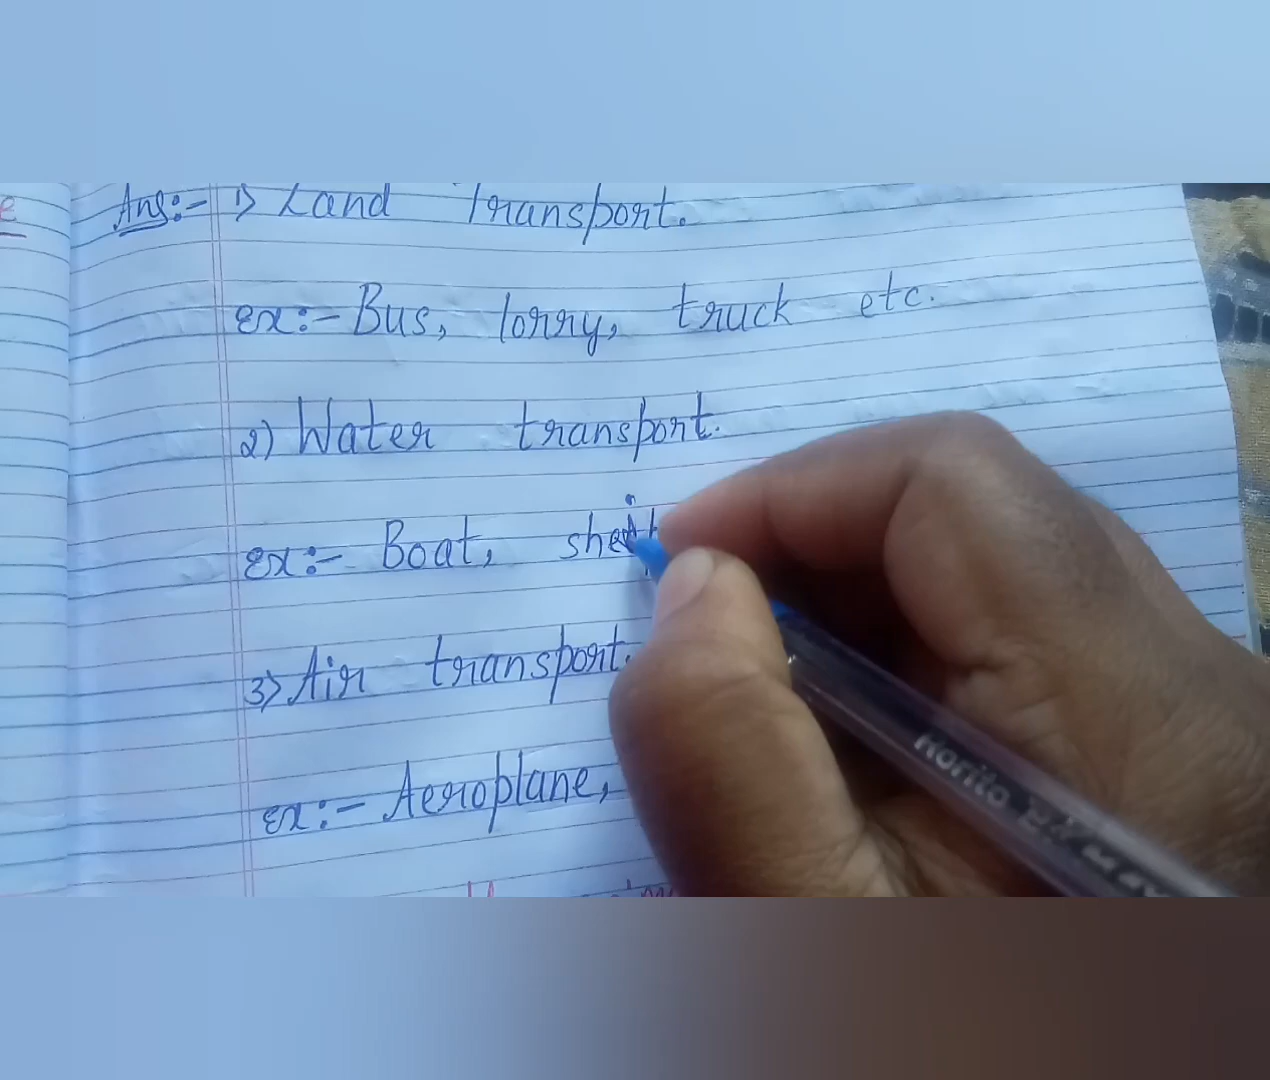 e
Ans:- 1) Land transport.
ex:- Bus, lorry, truck etc.
2) Water transport.
ex:- Boat,
3) Air transport.
ex:- Aeroplane,
Norito